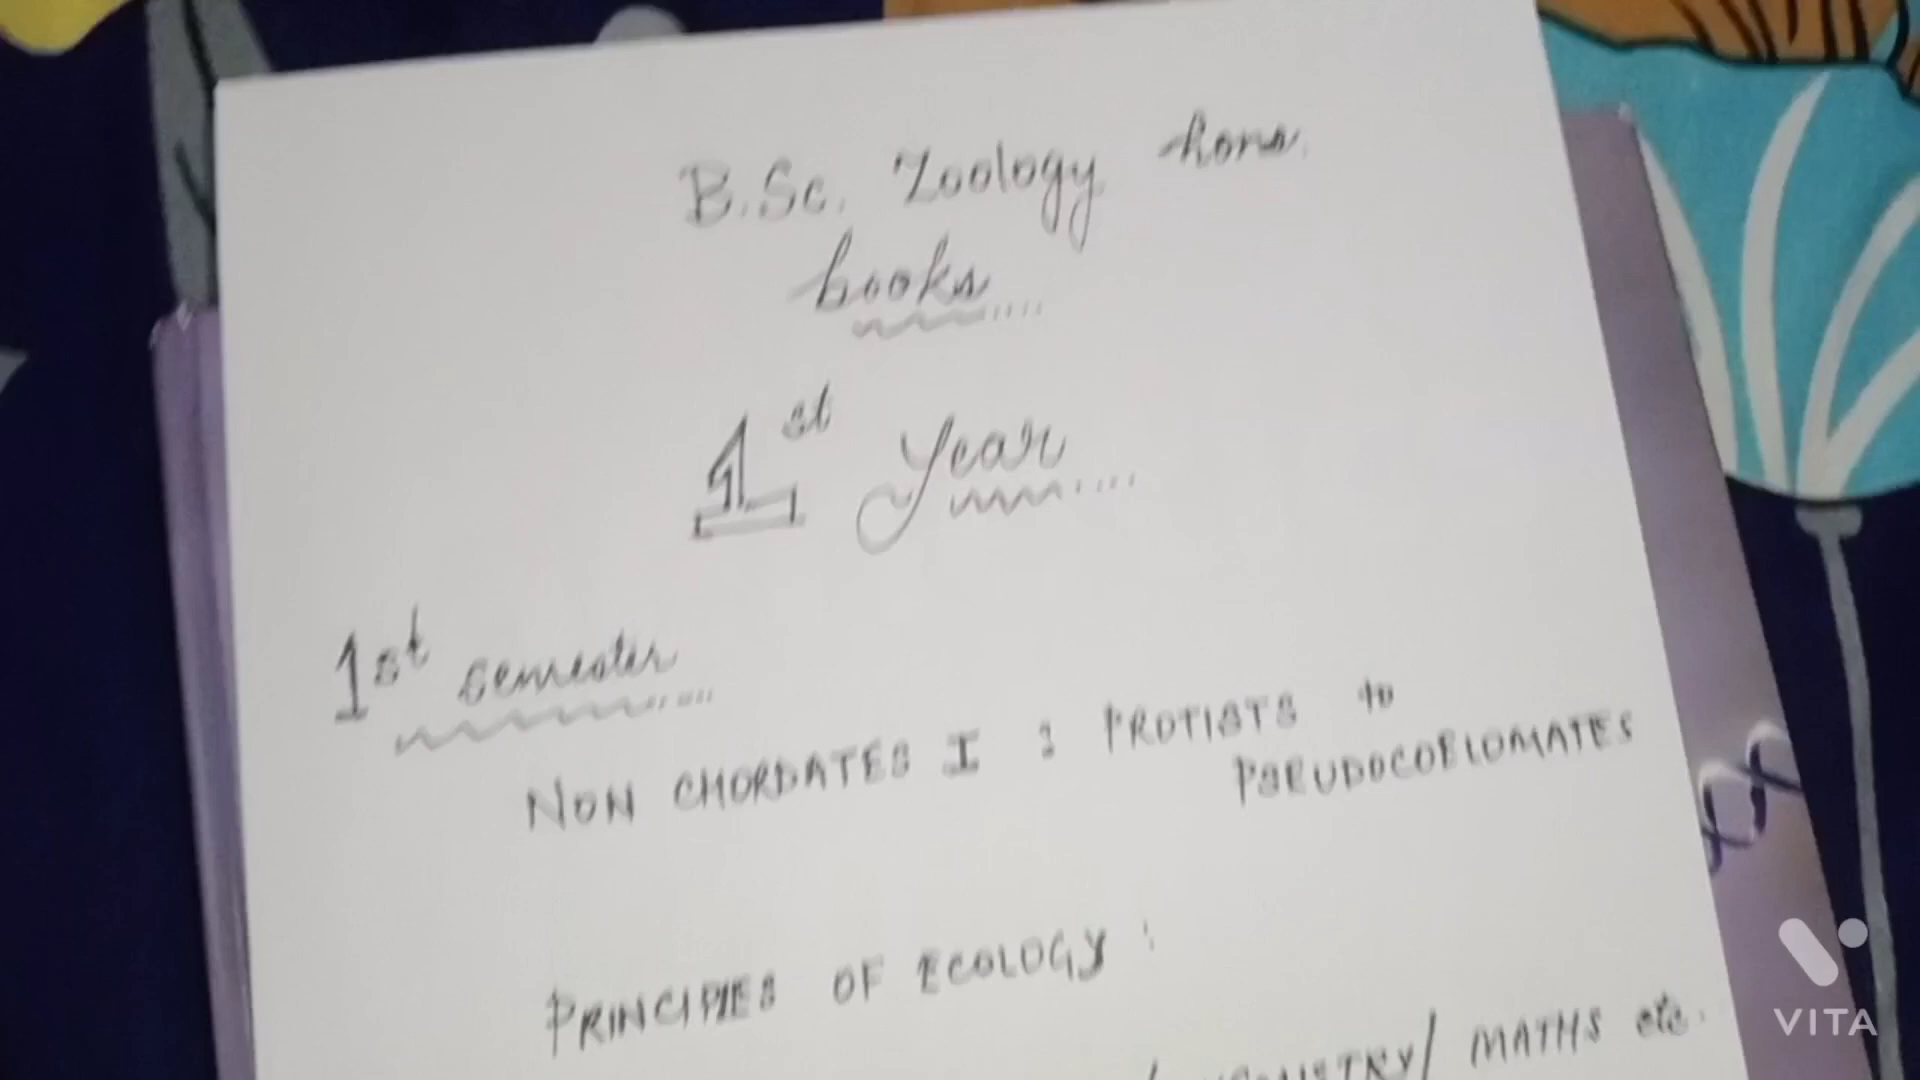 B.Sc. Zoology hons.
books....
1st Year....
1st semester....
NON CHORDATES I : PROTISTS to
PSEUDOCOELOMATES
PRINCIPLES OF ECOLOGY :
/ MATHS etc.
VITA